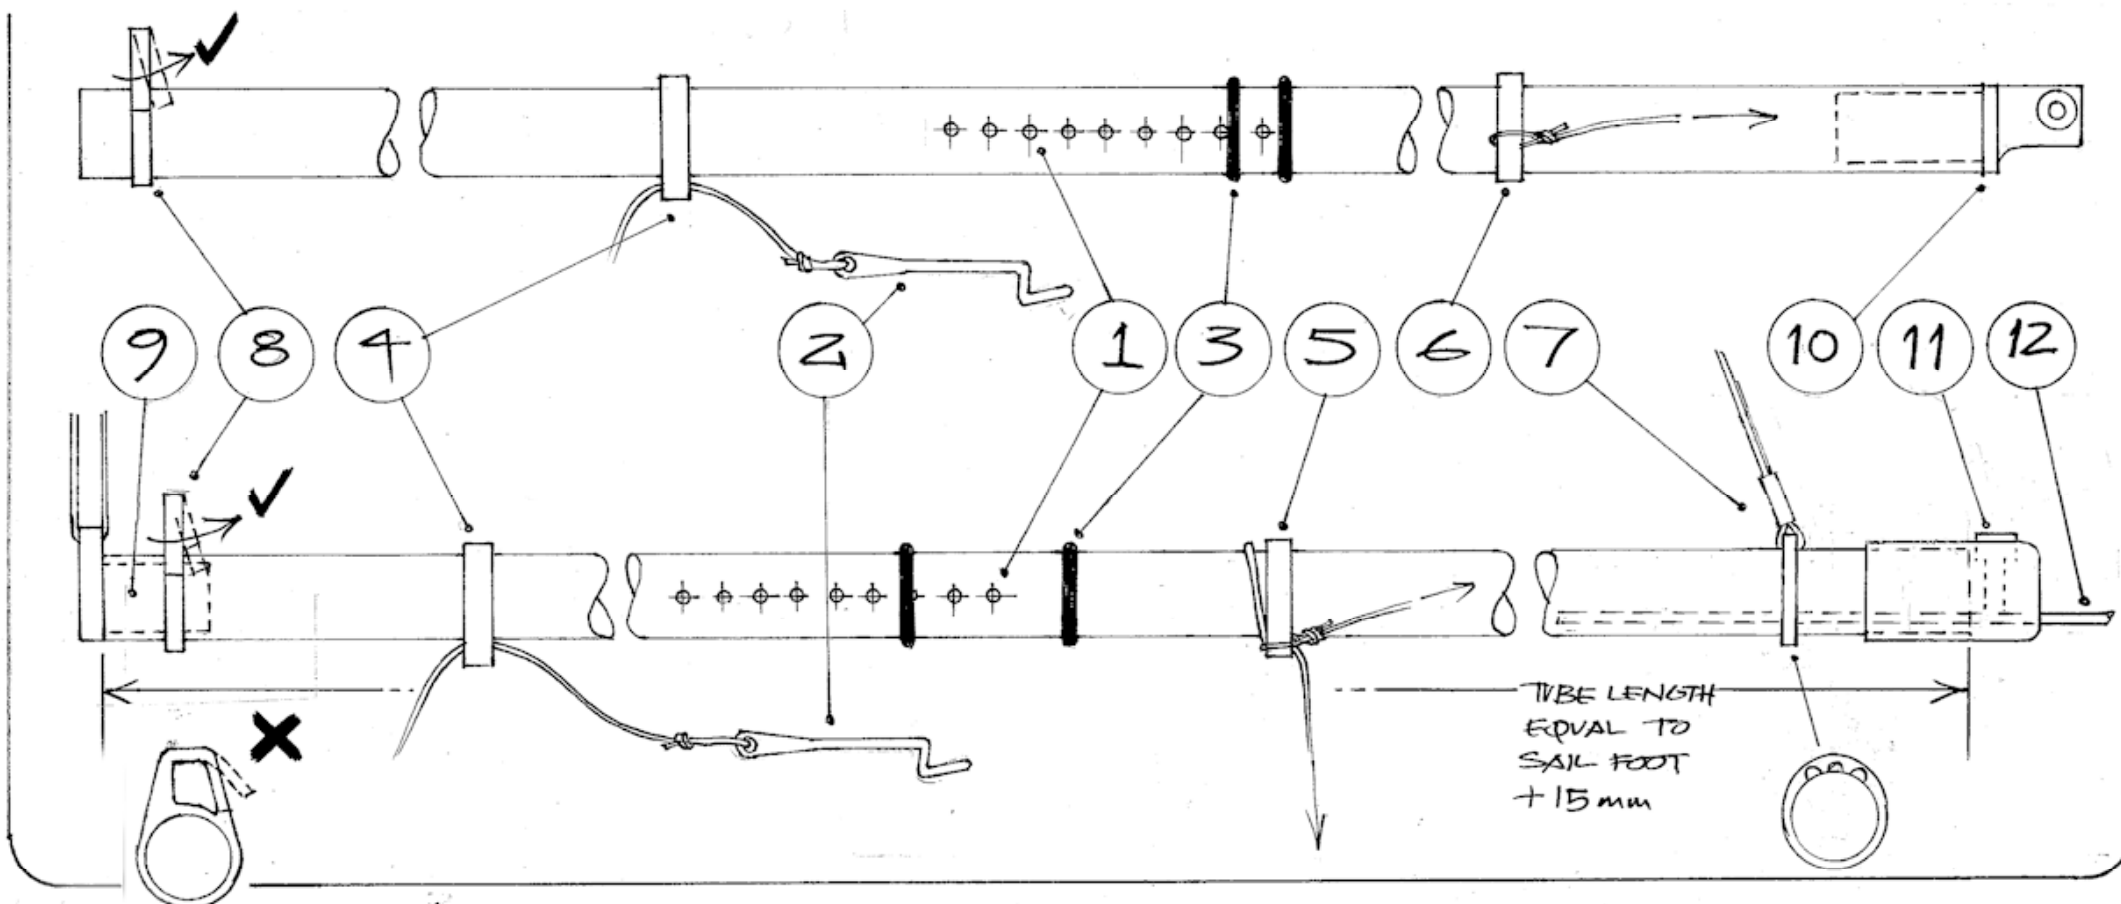 9 8 4 2 1 3 5 6 7 10 11 12
TUBE LENGTH
EQUAL TO
SAIL FOOT
+15mm